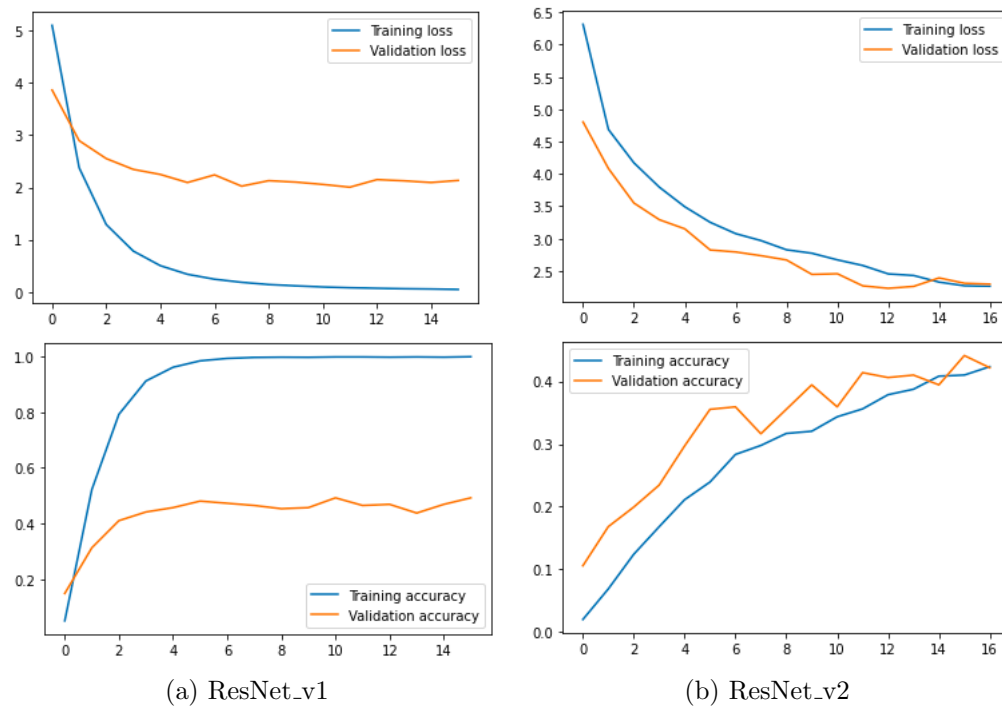 Training loss
Validation loss
5
4
3
2
1
0
0 2 4 6 8 10 12 14
Training loss
Validation loss
6.5
6.0
5.5
5.0
4.5
4.0
3.5
3.0
2.5
0 2 4 6 8 10 12 14 16
1.0
0.8
0.6
0.4
0.2
Training accuracy
Validation accuracy
0 2 4 6 8 10 12 14
Training accuracy
Validation accuracy
0.4
0.3
0.2
0.1
0.0
0 2 4 6 8 10 12 14 16
(a) ResNet_v1
(b) ResNet_v2